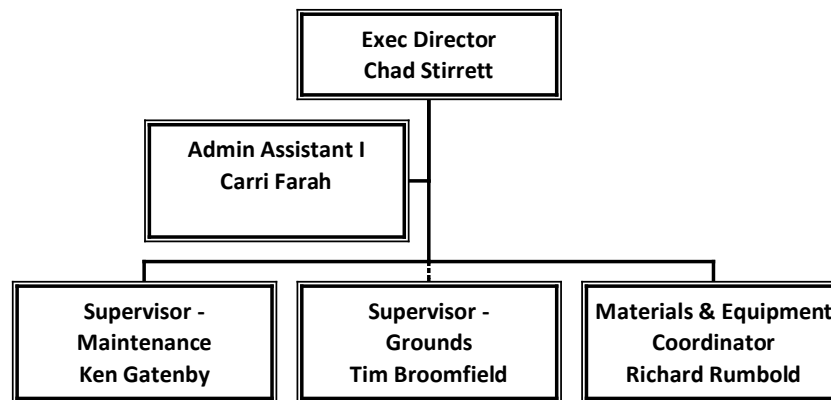 Exec Director
Chad Stirrett
Admin Assistant I
Carri Farah
Supervisor -
Maintenance
Ken Gatenby
Supervisor -
Grounds
Tim Broomfield
Materials & Equipment
Coordinator
Richard Rumbold